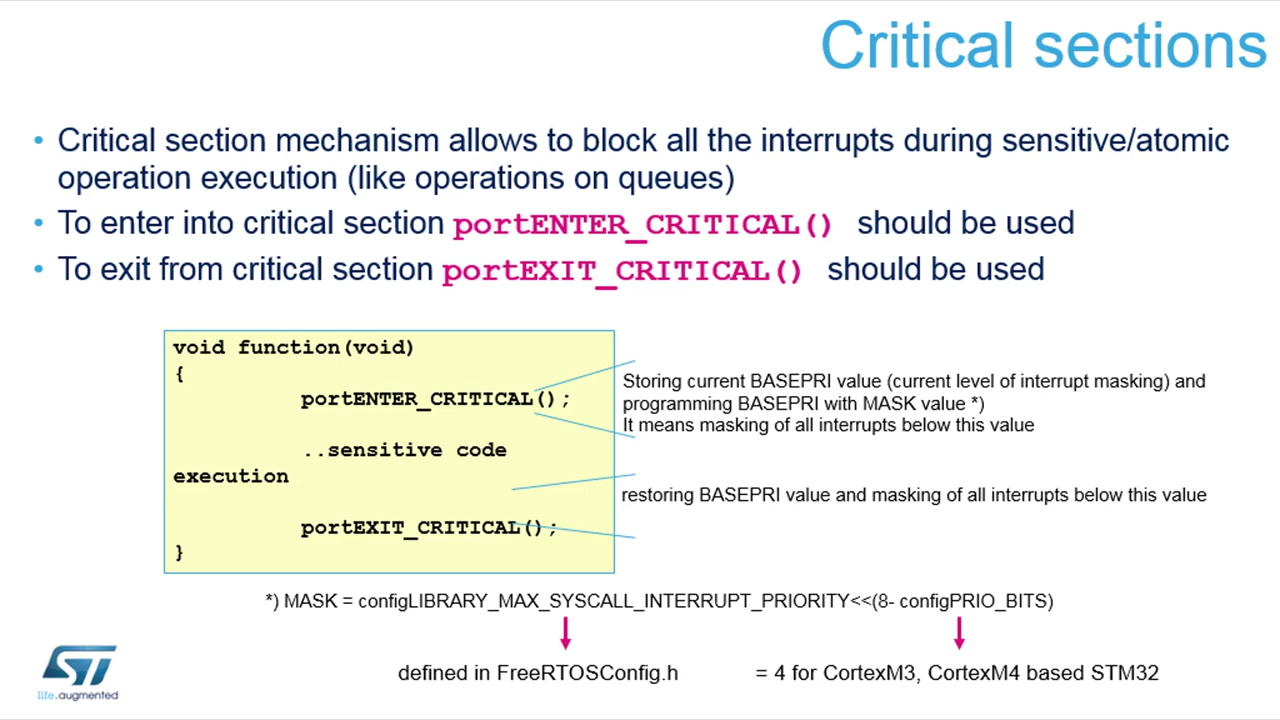 Critical sections
• Critical section mechanism allows to block all the interrupts during sensitive/atomic
operation execution (like operations on queues)
• To enter into critical section portENTER_CRITICAL() should be used
• To exit from critical section portEXIT_CRITICAL() should be used
void function(void)
{
portENTER_CRITICAL();
..sensitive code
execution
portEXIT_CRITICAL();
}
Storing current BASEPRI value (current level of interrupt masking) and
programming BASEPRI with MASK value *)
It means masking of all interrupts below this value
restoring BASEPRI value and masking of all interrupts below this value
*) MASK = configLIBRARY_MAX_SYSCALL_INTERRUPT_PRIORITY<<(8- configPRIO_BITS)
defined in FreeRTOSConfig.h
= 4 for CortexM3, CortexM4 based STM32
ST
life.augmented